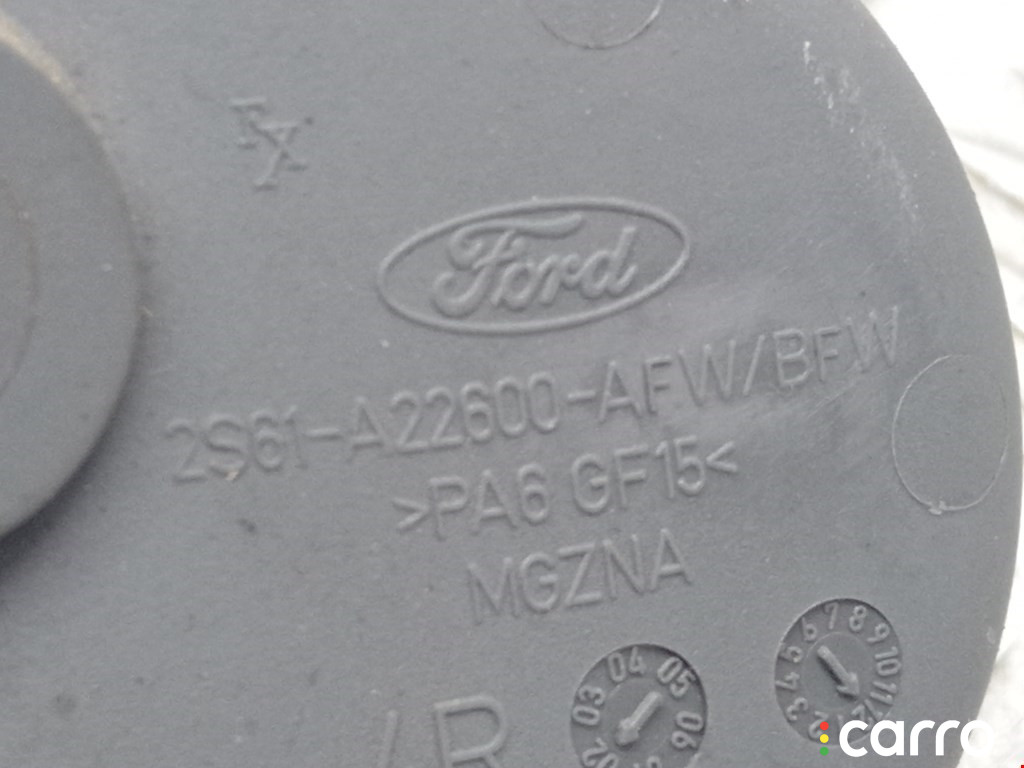 FX
Ford
2S61-A22600-AFW/BFW
>PA6 GF15<
MGZNA
02 03 04 05 06
2 3 4 5 6 7 8 9 10 11 12
/R
carro